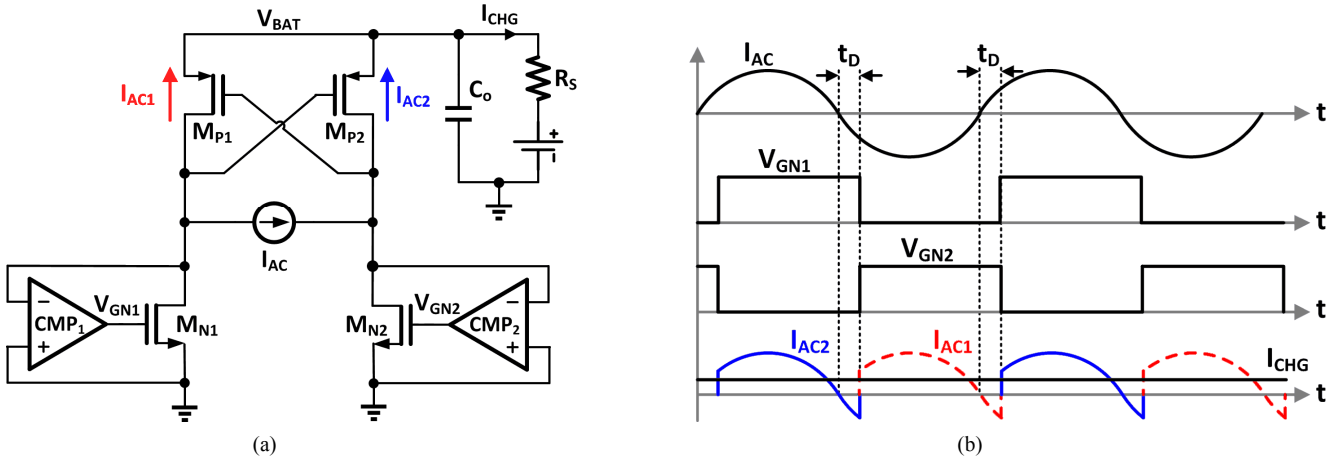 V_BAT
I_CHG
R_S
C_o
+
−
I_AC1
I_AC2
M_P1
M_P2
I_AC
−
CMP_1
+
V_GN1
M_N1
M_N2
V_GN2
−
CMP_2
+
(a)
I_AC
t_D
t_D
t
V_GN1
t
V_GN2
t
I_AC2
I_AC1
I_CHG
t
(b)